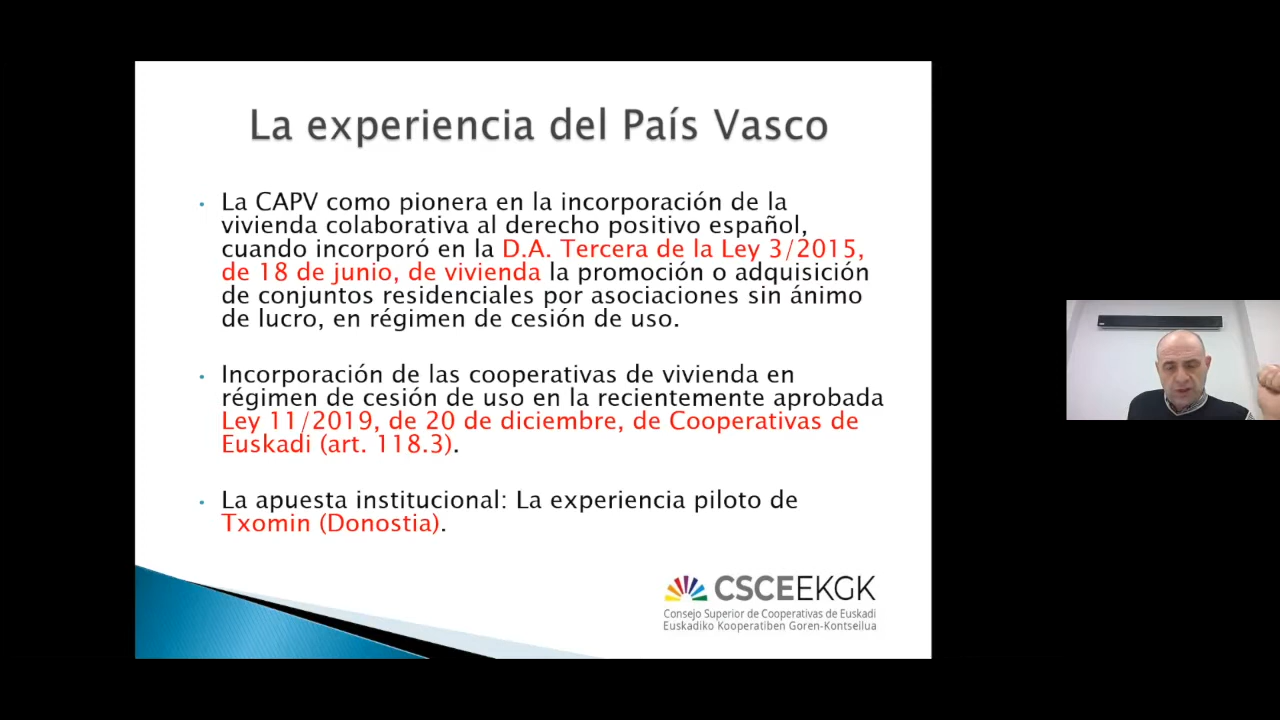 La experiencia del País Vasco
• La CAPV como pionera en la incorporación de la
vivienda colaborativa al derecho positivo español,
cuando incorporó en la D.A. Tercera de la Ley 3/2015,
de 18 de junio, de vivienda la promoción o adquisición
de conjuntos residenciales por asociaciones sin ánimo
de lucro, en régimen de cesión de uso.
• Incorporación de las cooperativas de vivienda en
régimen de cesión de uso en la recientemente aprobada
Ley 11/2019, de 20 de diciembre, de Cooperativas de
Euskadi (art. 118.3).
• La apuesta institucional: La experiencia piloto de
Txomin (Donostia).
CSCEEKGK
Consejo Superior de Cooperativas de Euskadi
Euskadiko Kooperatiben Goren-Kontseilua